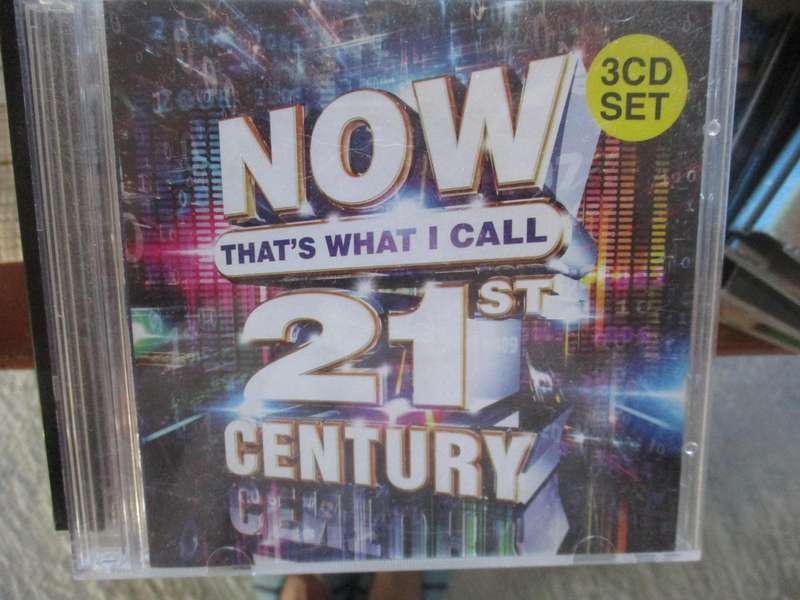 3CD
SET
NOW
THAT'S WHAT I CALL
21ST
CENTURY